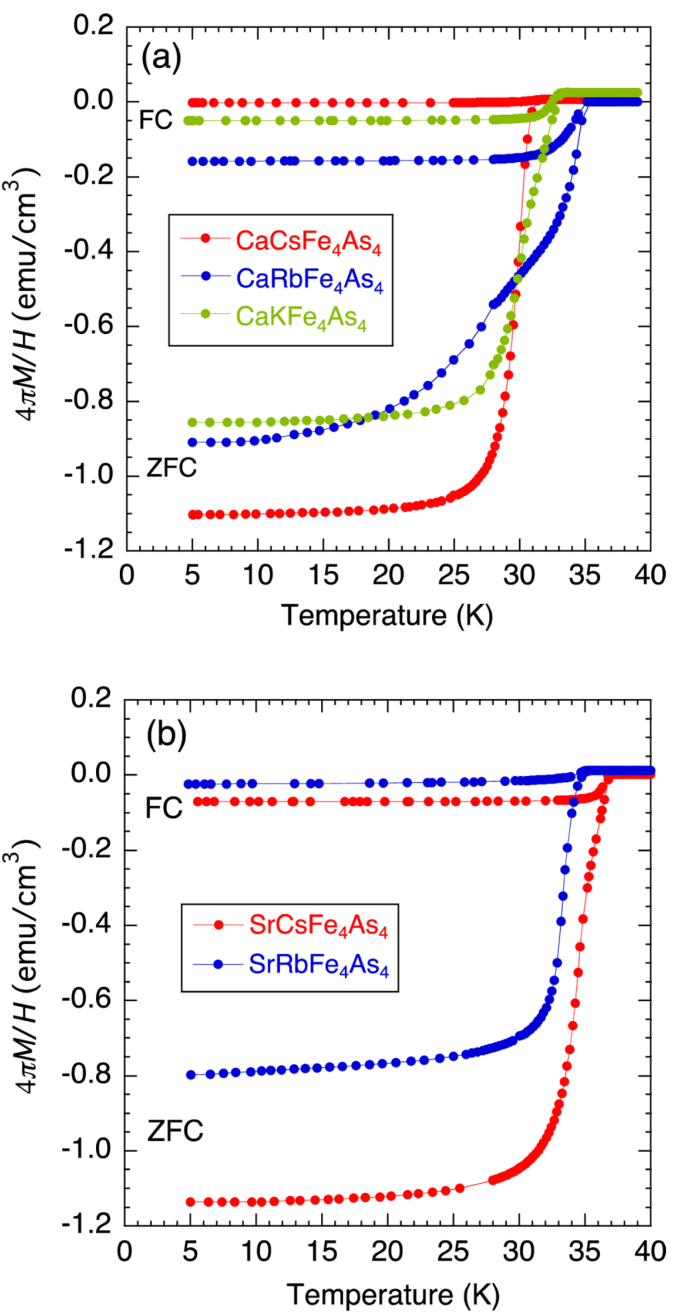 (a)
0.2
0.0
-0.2
-0.4
-0.6
-0.8
-1.0
-1.2
4πM/H (emu/cm³)
FC
CaCsFe₄As₄
CaRbFe₄As₄
CaKFe₄As₄
ZFC
0 5 10 15 20 25 30 35 40
Temperature (K)
(b)
0.2
0.0
-0.2
-0.4
-0.6
-0.8
-1.0
-1.2
4πM/H (emu/cm³)
FC
SrCsFe₄As₄
SrRbFe₄As₄
ZFC
0 5 10 15 20 25 30 35 40
Temperature (K)